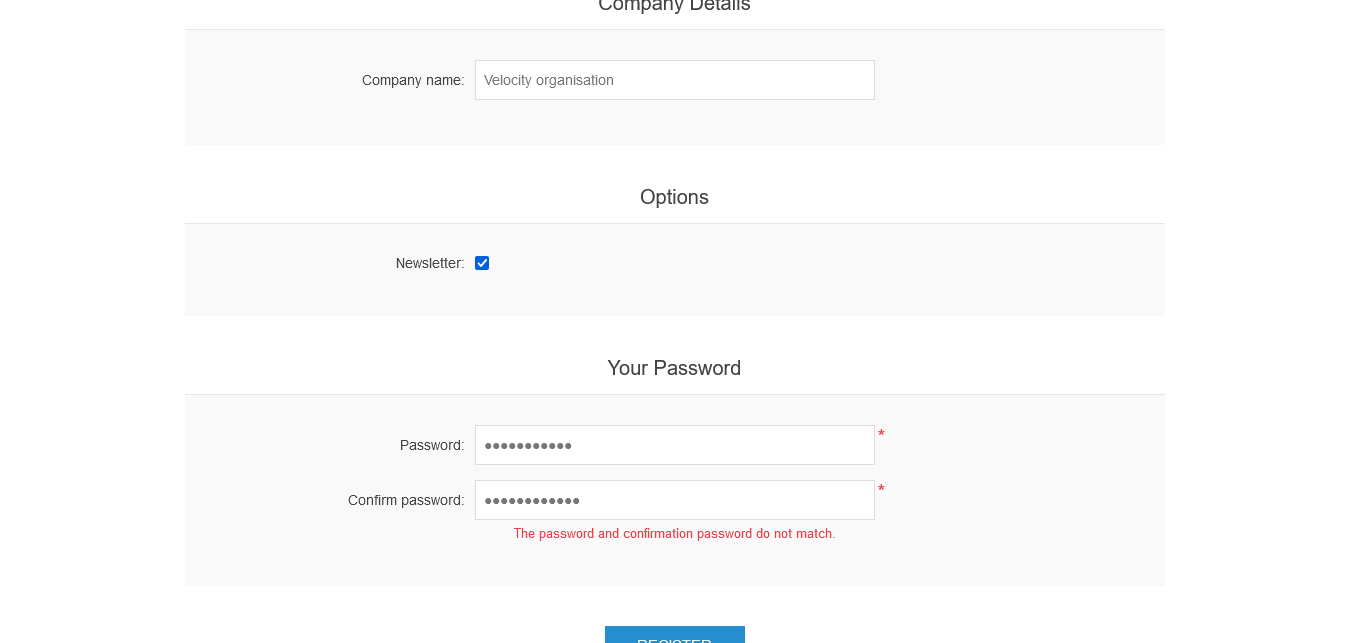 Company Details
Company name: Velocity organisation
Options
Newsletter:
Your Password
Password: ●●●●●●●●●●● *
Confirm password: ●●●●●●●●●●●● *
The password and confirmation password do not match.
REGISTER